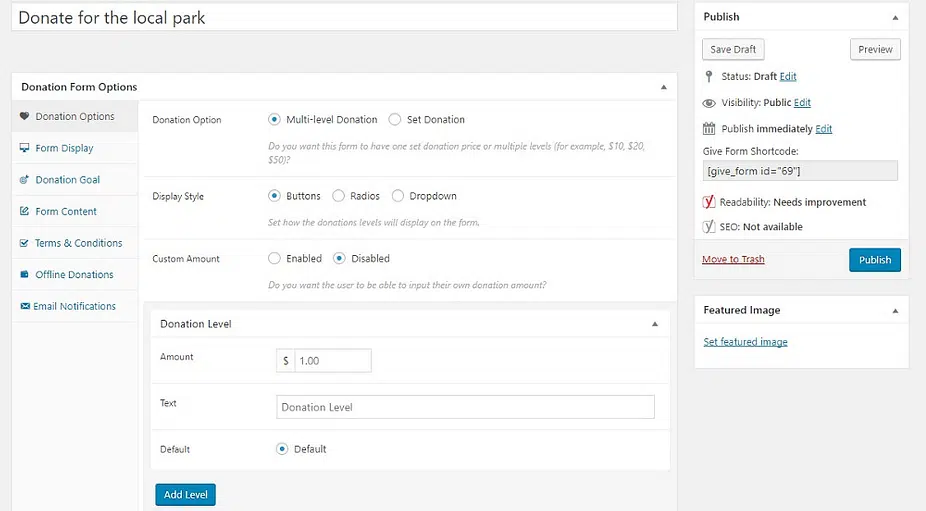 Donate for the local park
Donation Form Options
Donation Options
Form Display
Donation Goal
Form Content
Terms & Conditions
Offline Donations
Email Notifications
Donation Option
Multi-level Donation
Set Donation
Do you want this form to have one set donation price or multiple levels (for example, $10, $20,
$50)?
Display Style
Buttons
Radios
Dropdown
Set how the donations levels will display on the form.
Custom Amount
Enabled
Disabled
Do you want the user to be able to input their own donation amount?
Donation Level
Amount
$ 1.00
Text
Donation Level
Default
Default
Add Level
Publish
Save Draft
Preview
Status: Draft Edit
Visibility: Public Edit
Publish immediately Edit
Give Form Shortcode:
[give_form id="69"]
Readability: Needs improvement
SEO: Not available
Move to Trash
Publish
Featured Image
Set featured image